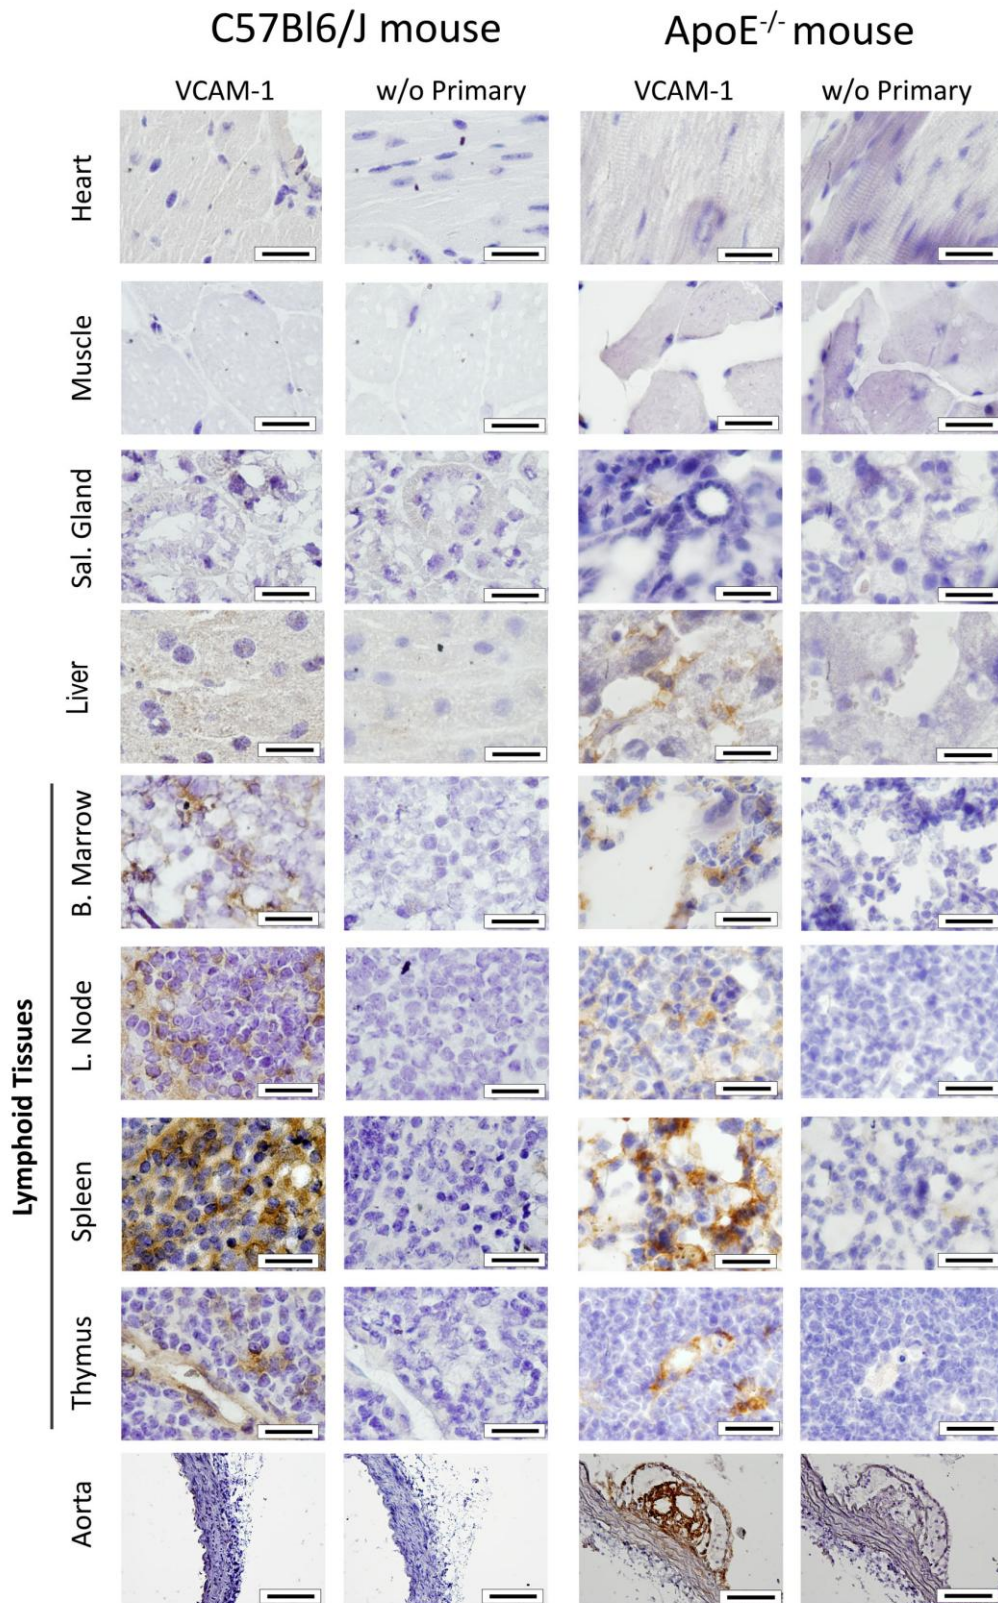 C57Bl6/J mouse
ApoE-/- mouse
VCAM-1
w/o Primary
VCAM-1
w/o Primary
Heart
Muscle
Sal. Gland
Liver
Lymphoid Tissues
B. Marrow
L. Node
Spleen
Thymus
Aorta